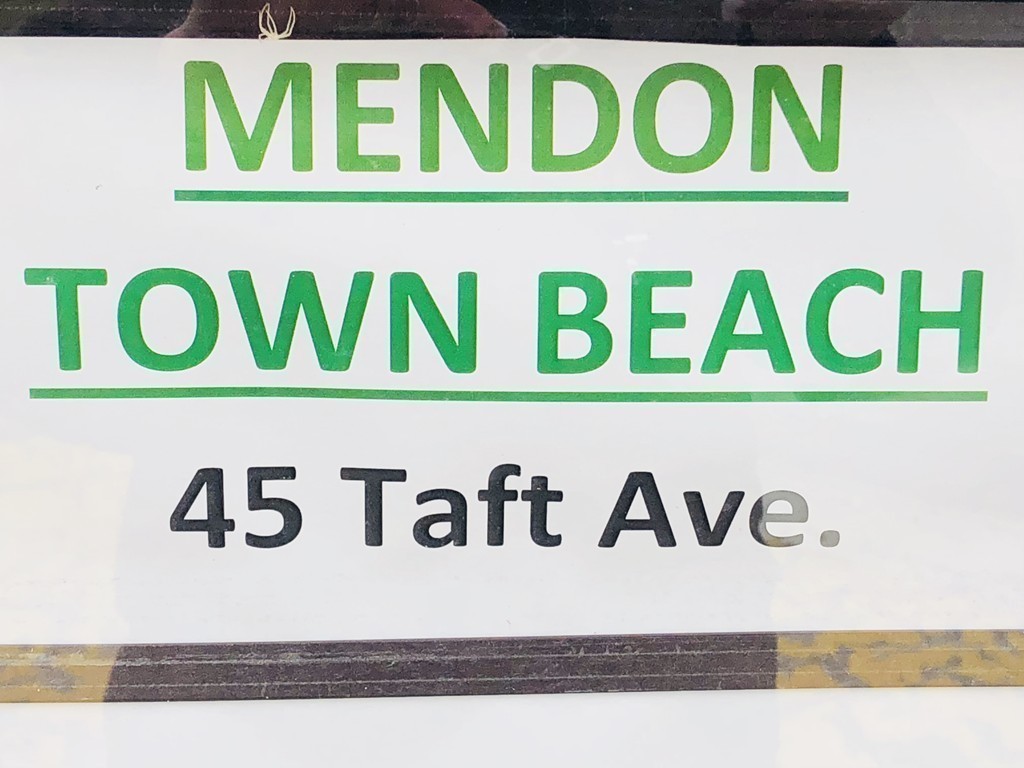 MENDON
TOWN BEACH
45 Taft Ave.